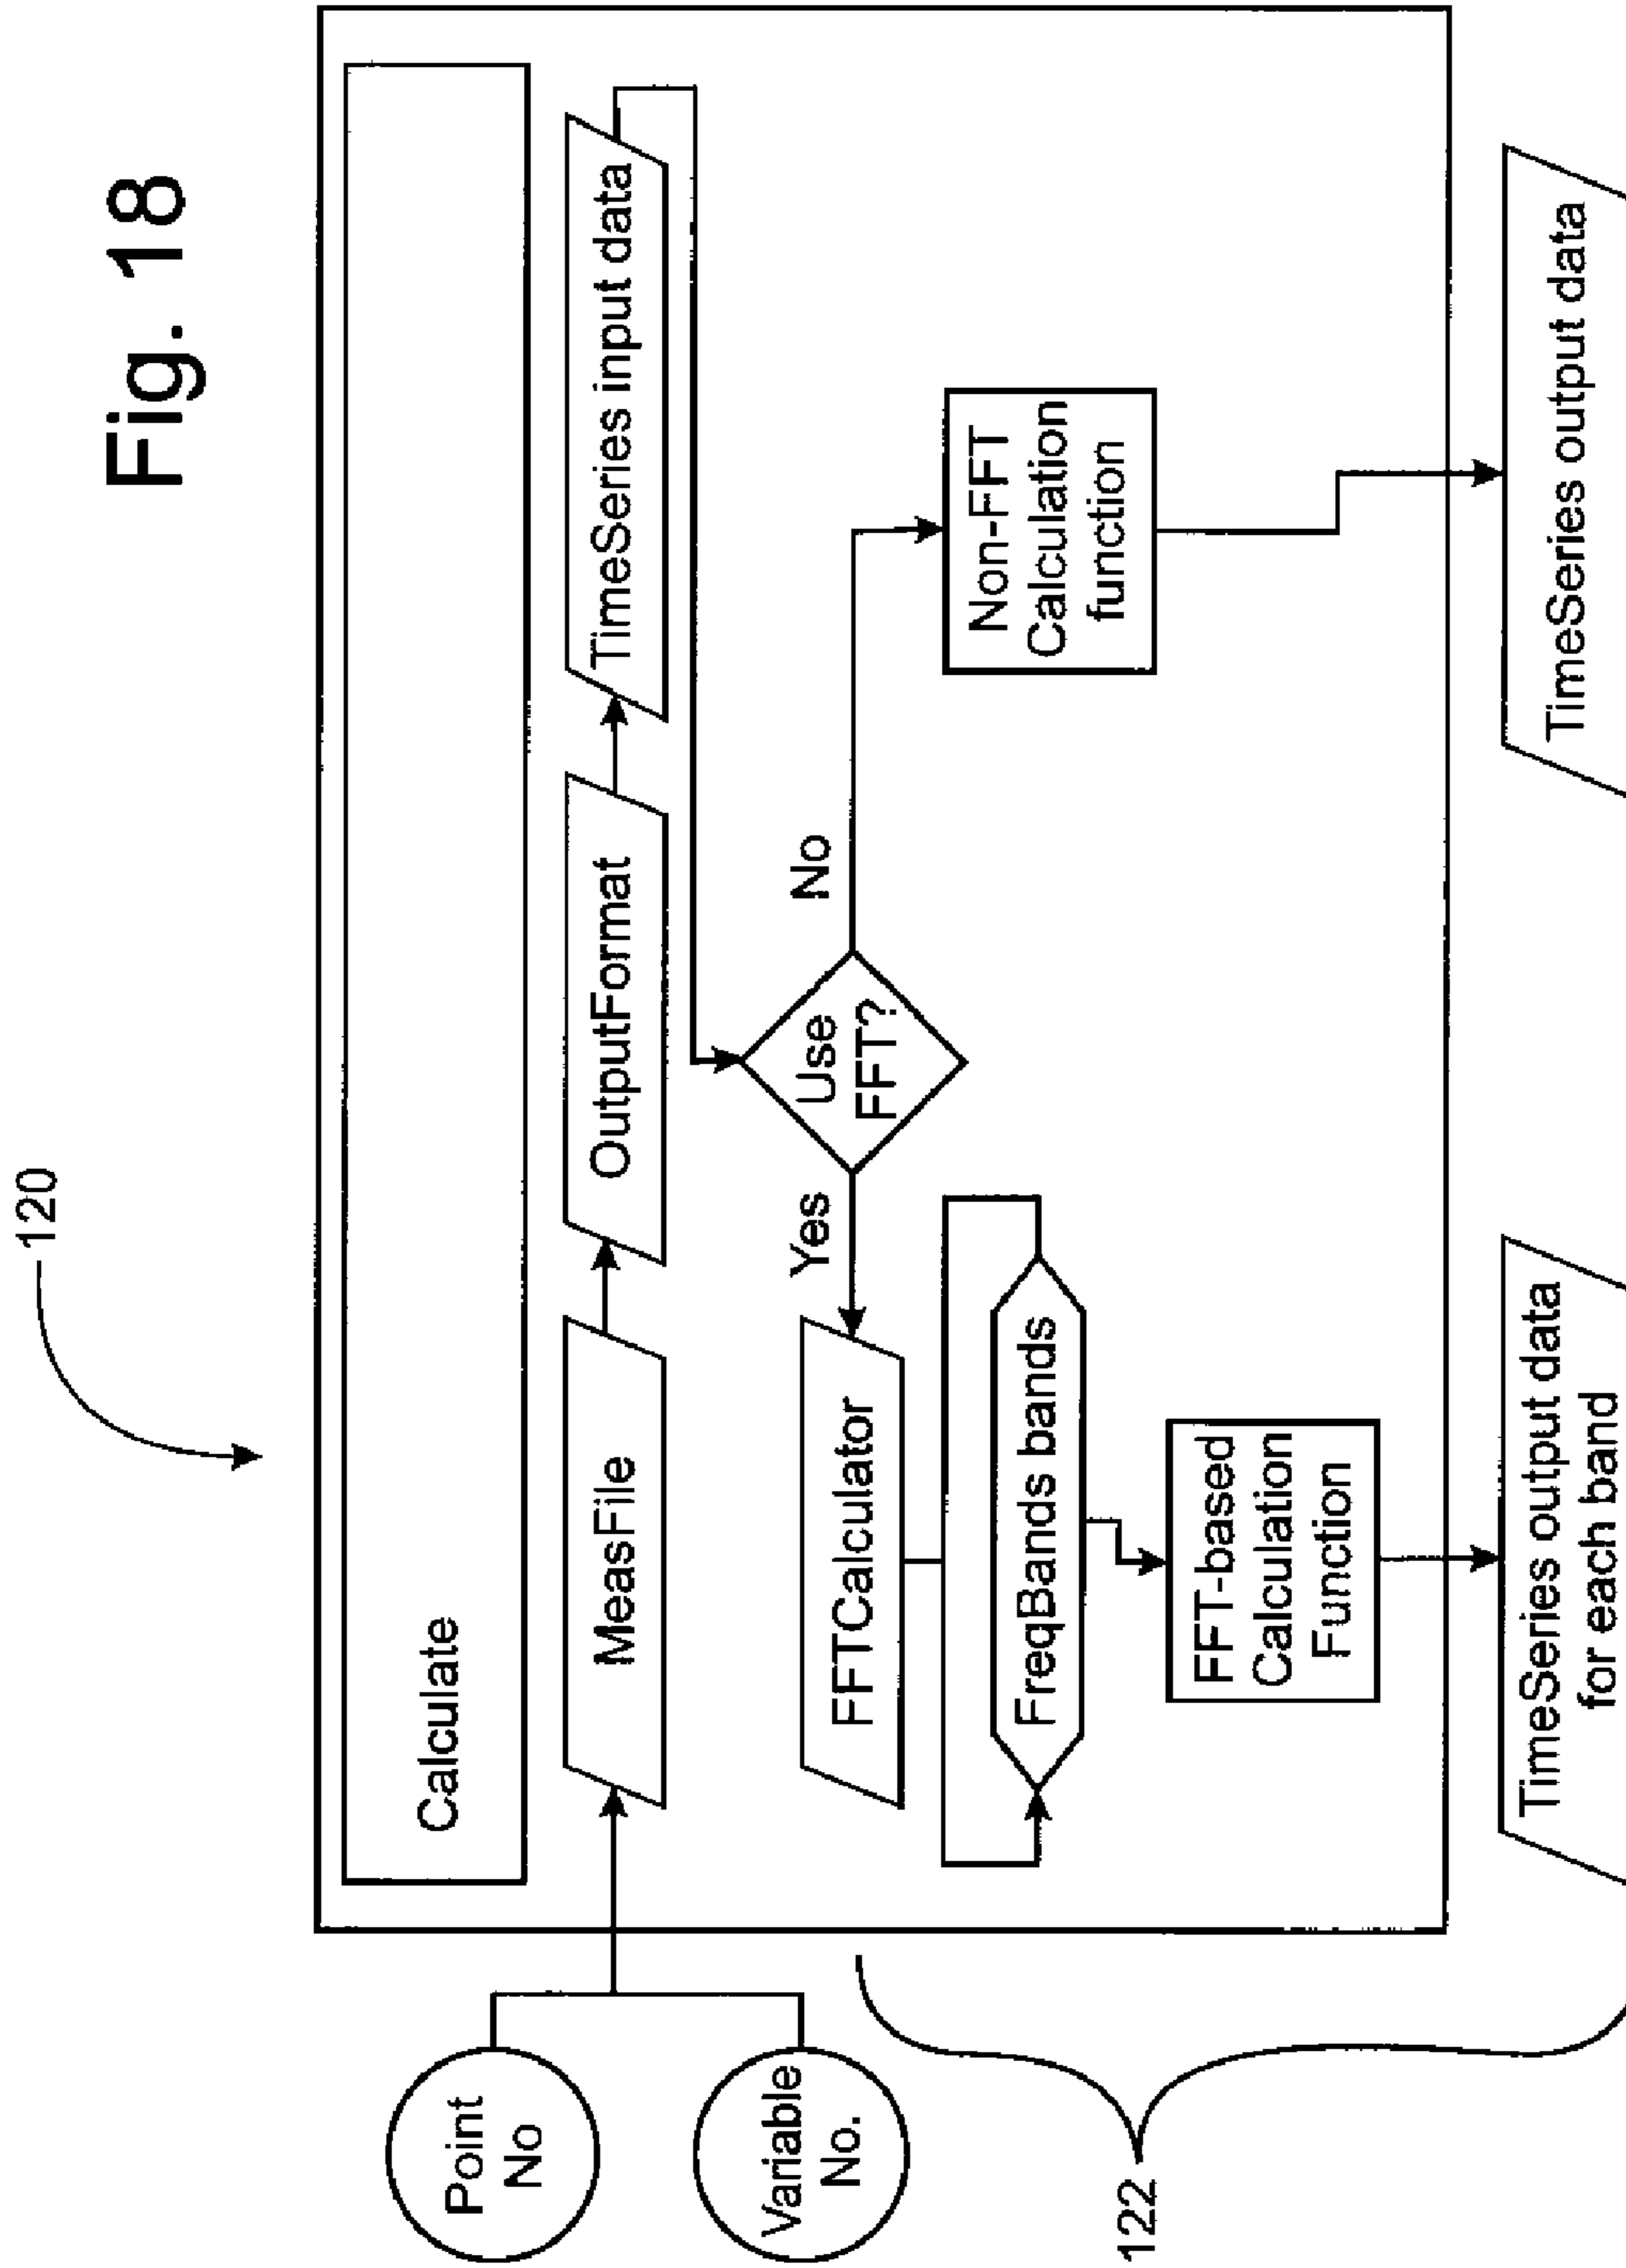 Fig. 18
120
Calculate
Point
No
Variable
No.
MeasFile
OutputFormat
TimeSeries input data
Use
FFT?
Yes
No
FFTCalculator
FreqBands bands
FFT-based
Calculation
Function
Non-FFT
Calculation
function
TimeSeries output data
for each band
TimeSeries output data
122